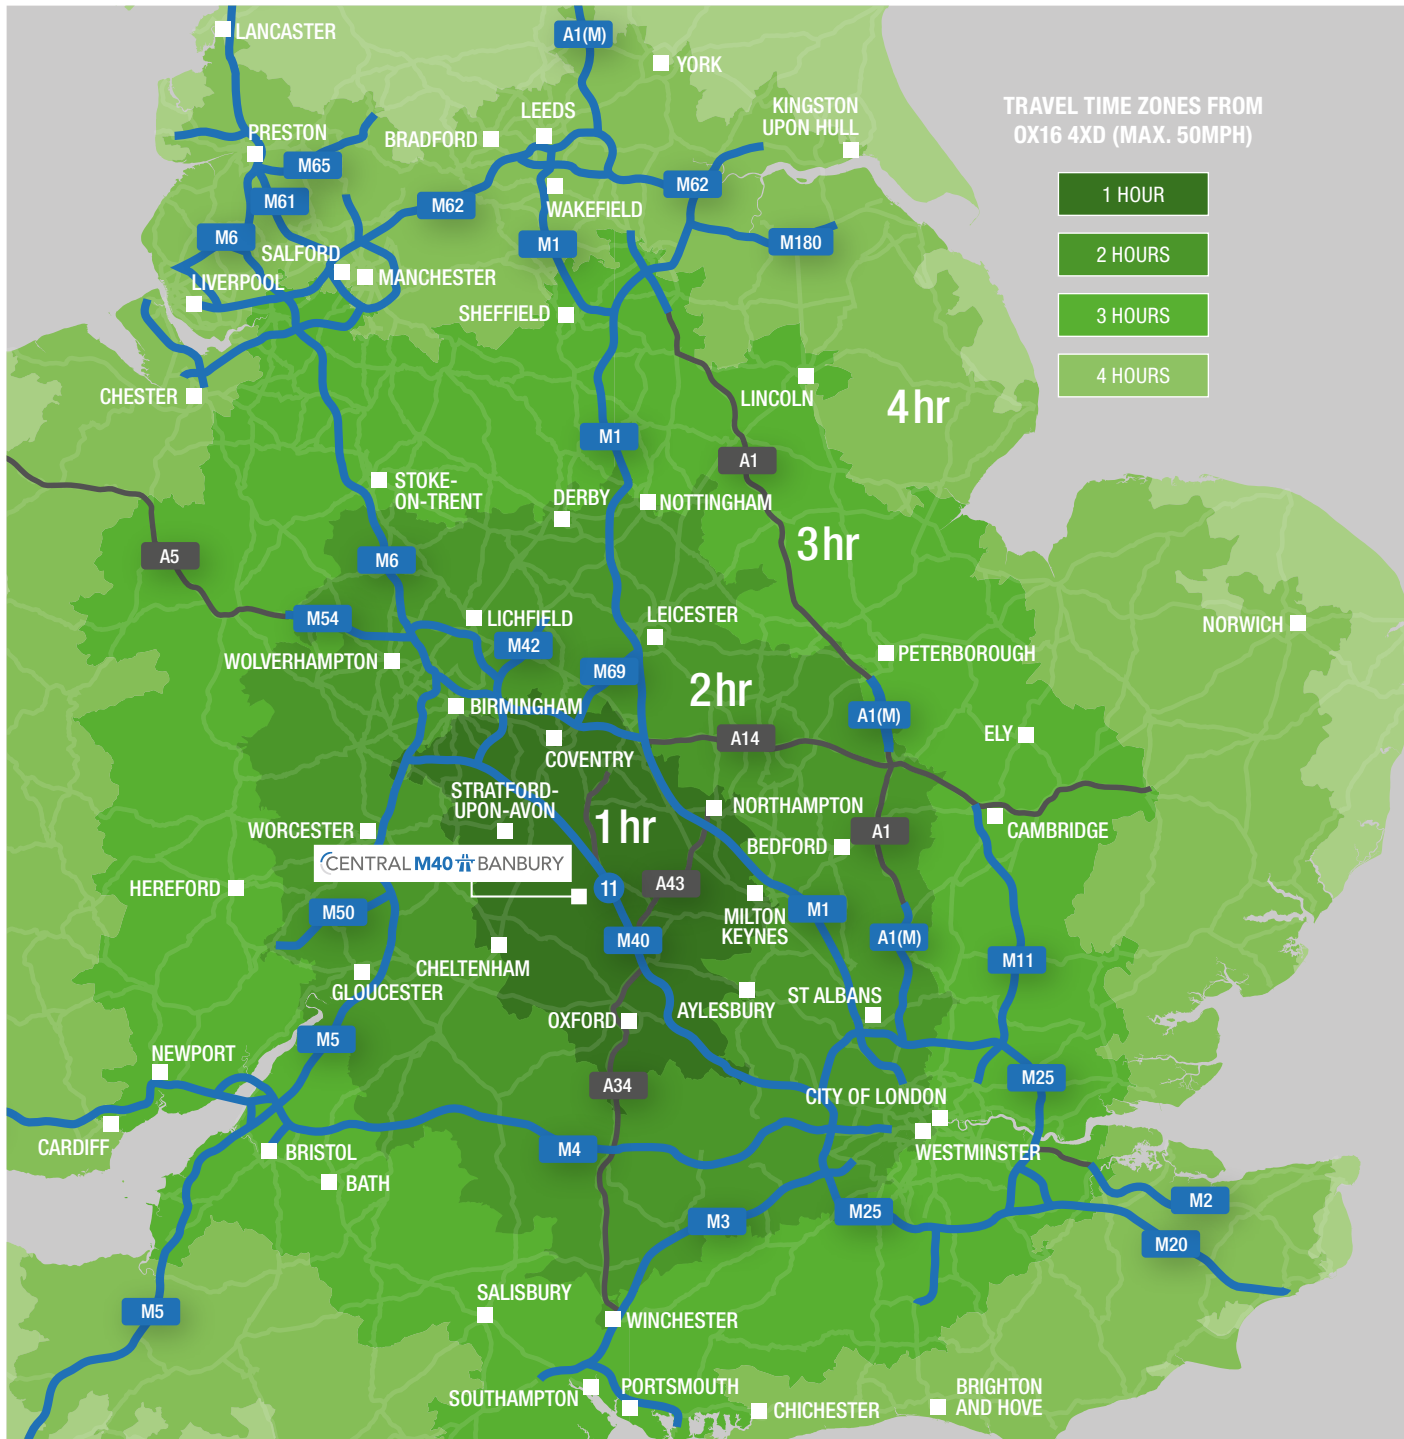 LANCASTER
A1(M)
YORK
TRAVEL TIME ZONES FROM
OX16 4XD (MAX. 50MPH)
1 HOUR
2 HOURS
3 HOURS
4 HOURS
KINGSTON
UPON HULL
LEEDS
BRADFORD
PRESTON
M65
M61
M62
M62
WAKEFIELD
M6
M1
M180
SALFORD
MANCHESTER
LIVERPOOL
SHEFFIELD
CHESTER
LINCOLN
4hr
M1
A1
STOKE-
ON-TRENT
DERBY
NOTTINGHAM
3hr
A5
M6
M54
LICHFIELD
LEICESTER
NORWICH
M42
WOLVERHAMPTON
M69
PETERBOROUGH
2hr
BIRMINGHAM
A1(M)
A14
ELY
COVENTRY
STRATFORD-
UPON-AVON
NORTHAMPTON
1hr
WORCESTER
A1
CAMBRIDGE
BEDFORD
CENTRAL M40 BANBURY
11
A43
HEREFORD
M50
M1
MILTON
KEYNES
M40
A1(M)
M11
CHELTENHAM
GLOUCESTER
AYLESBURY
ST ALBANS
OXFORD
M5
NEWPORT
M25
A34
CITY OF LONDON
CARDIFF
BRISTOL
M4
WESTMINSTER
BATH
M2
M3
M25
M20
SALISBURY
M5
WINCHESTER
SOUTHAMPTON
PORTSMOUTH
CHICHESTER
BRIGHTON
AND HOVE